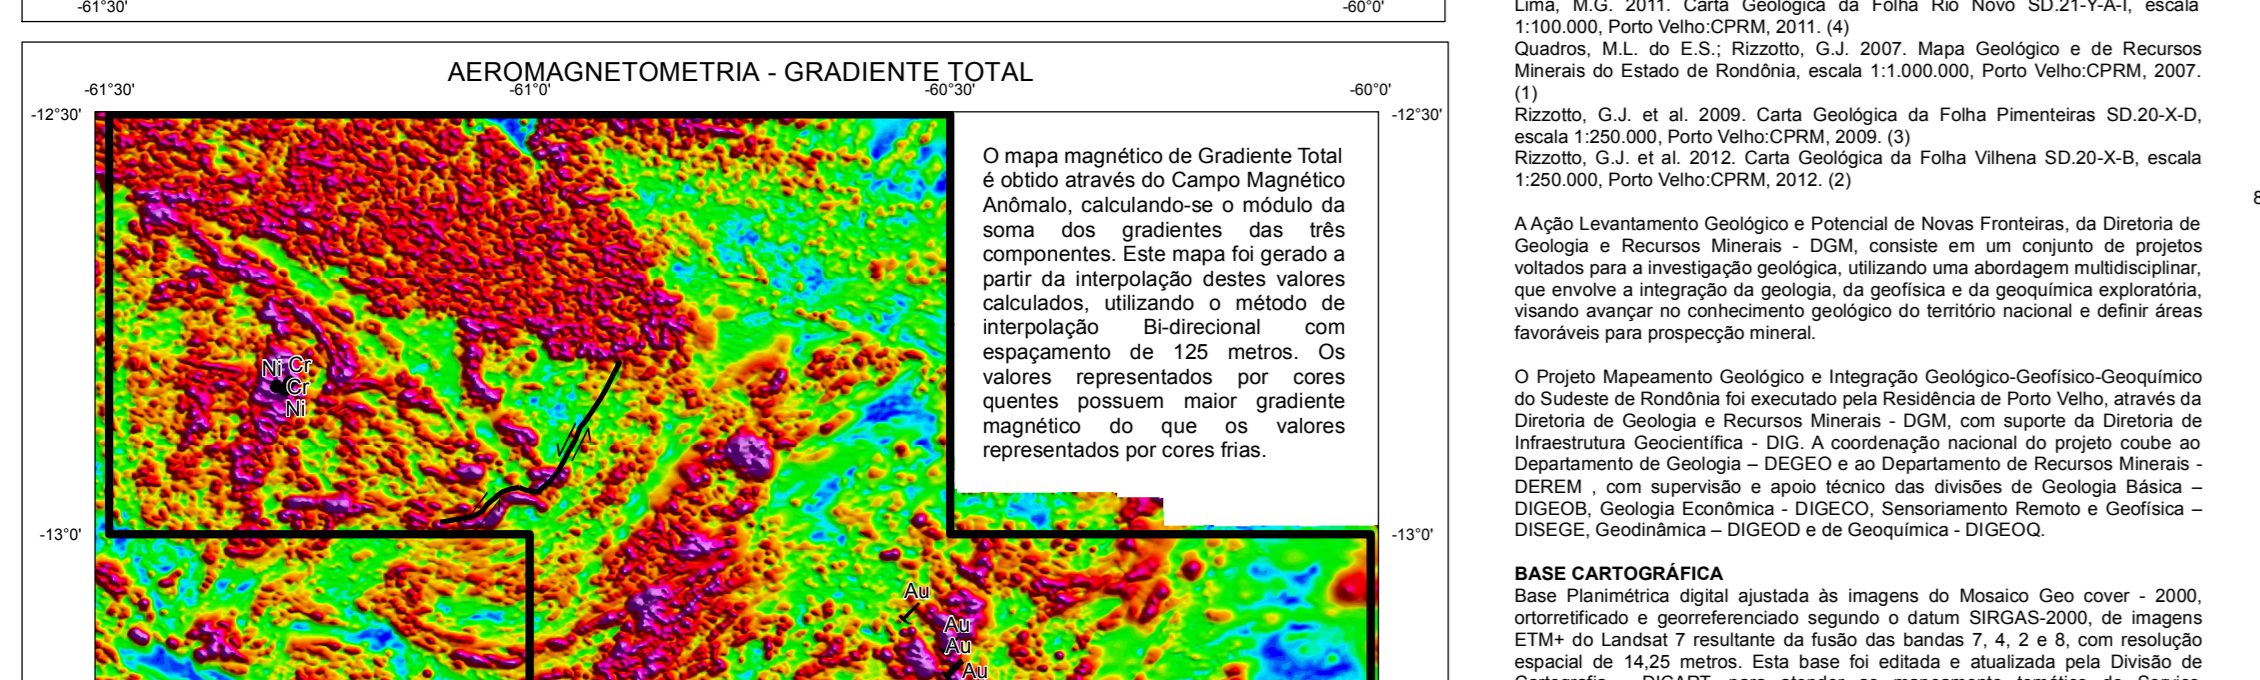 -61°30'
-60°0'
AEROMAGNETOMETRIA - GRADIENTE TOTAL
-61°30'
-61°0'
-60°30'
-60°0'
-12°30'
-12°30'
O mapa magnético de Gradiente Total
é obtido através do Campo Magnético
Anômalo, calculando-se o módulo da
soma dos gradientes das três
componentes. Este mapa foi gerado a
partir da interpolação destes valores
calculados, utilizando o método de
interpolação Bi-direcional com
espaçamento de 125 metros. Os
valores representados por cores
quentes possuem maior gradiente
magnético do que os valores
representados por cores frias.
Ni Cr
Cr
Ni
-13°0'
-13°0'
Au
Au
Au
Au
Lima, M.G. 2011. Carta Geológica da Folha Rio Novo SD.21-Y-A-I, escala
1:100.000, Porto Velho:CPRM, 2011. (4)
Quadros, M.L. do E.S.; Rizzotto, G.J. 2007. Mapa Geológico e de Recursos
Minerais do Estado de Rondônia, escala 1:1.000.000, Porto Velho:CPRM, 2007.
(1)
Rizzotto, G.J. et al. 2009. Carta Geológica da Folha Pimenteiras SD.20-X-D,
escala 1:250.000, Porto Velho:CPRM, 2009. (3)
Rizzotto, G.J. et al. 2012. Carta Geológica da Folha Vilhena SD.20-X-B, escala
1:250.000, Porto Velho:CPRM, 2012. (2)
A Ação Levantamento Geológico e Potencial de Novas Fronteiras, da Diretoria de
Geologia e Recursos Minerais - DGM, consiste em um conjunto de projetos
voltados para a investigação geológica, utilizando uma abordagem multidisciplinar,
que envolve a integração da geologia, da geofísica e da geoquímica exploratória,
visando avançar no conhecimento geológico do território nacional e definir áreas
favoráveis para prospecção mineral.
O Projeto Mapeamento Geológico e Integração Geológico-Geofísico-Geoquímico
do Sudeste de Rondônia foi executado pela Residência de Porto Velho, através da
Diretoria de Geologia e Recursos Minerais - DGM, com suporte da Diretoria de
Infraestrutura Geocientífica - DIG. A coordenação nacional do projeto coube ao
Departamento de Geologia – DEGEO e ao Departamento de Recursos Minerais -
DEREM , com supervisão e apoio técnico das divisões de Geologia Básica –
DIGEOB, Geologia Econômica - DIGECO, Sensoriamento Remoto e Geofísica –
DISEGE, Geodinâmica – DIGEOD e de Geoquímica - DIGEOQ.
BASE CARTOGRÁFICA
Base Planimétrica digital ajustada às imagens do Mosaico Geo cover - 2000,
ortorretificado e georreferenciado segundo o datum SIRGAS-2000, de imagens
ETM+ do Landsat 7 resultante da fusão das bandas 7, 4, 2 e 8, com resolução
espacial de 14,25 metros. Esta base foi editada e atualizada pela Divisão de